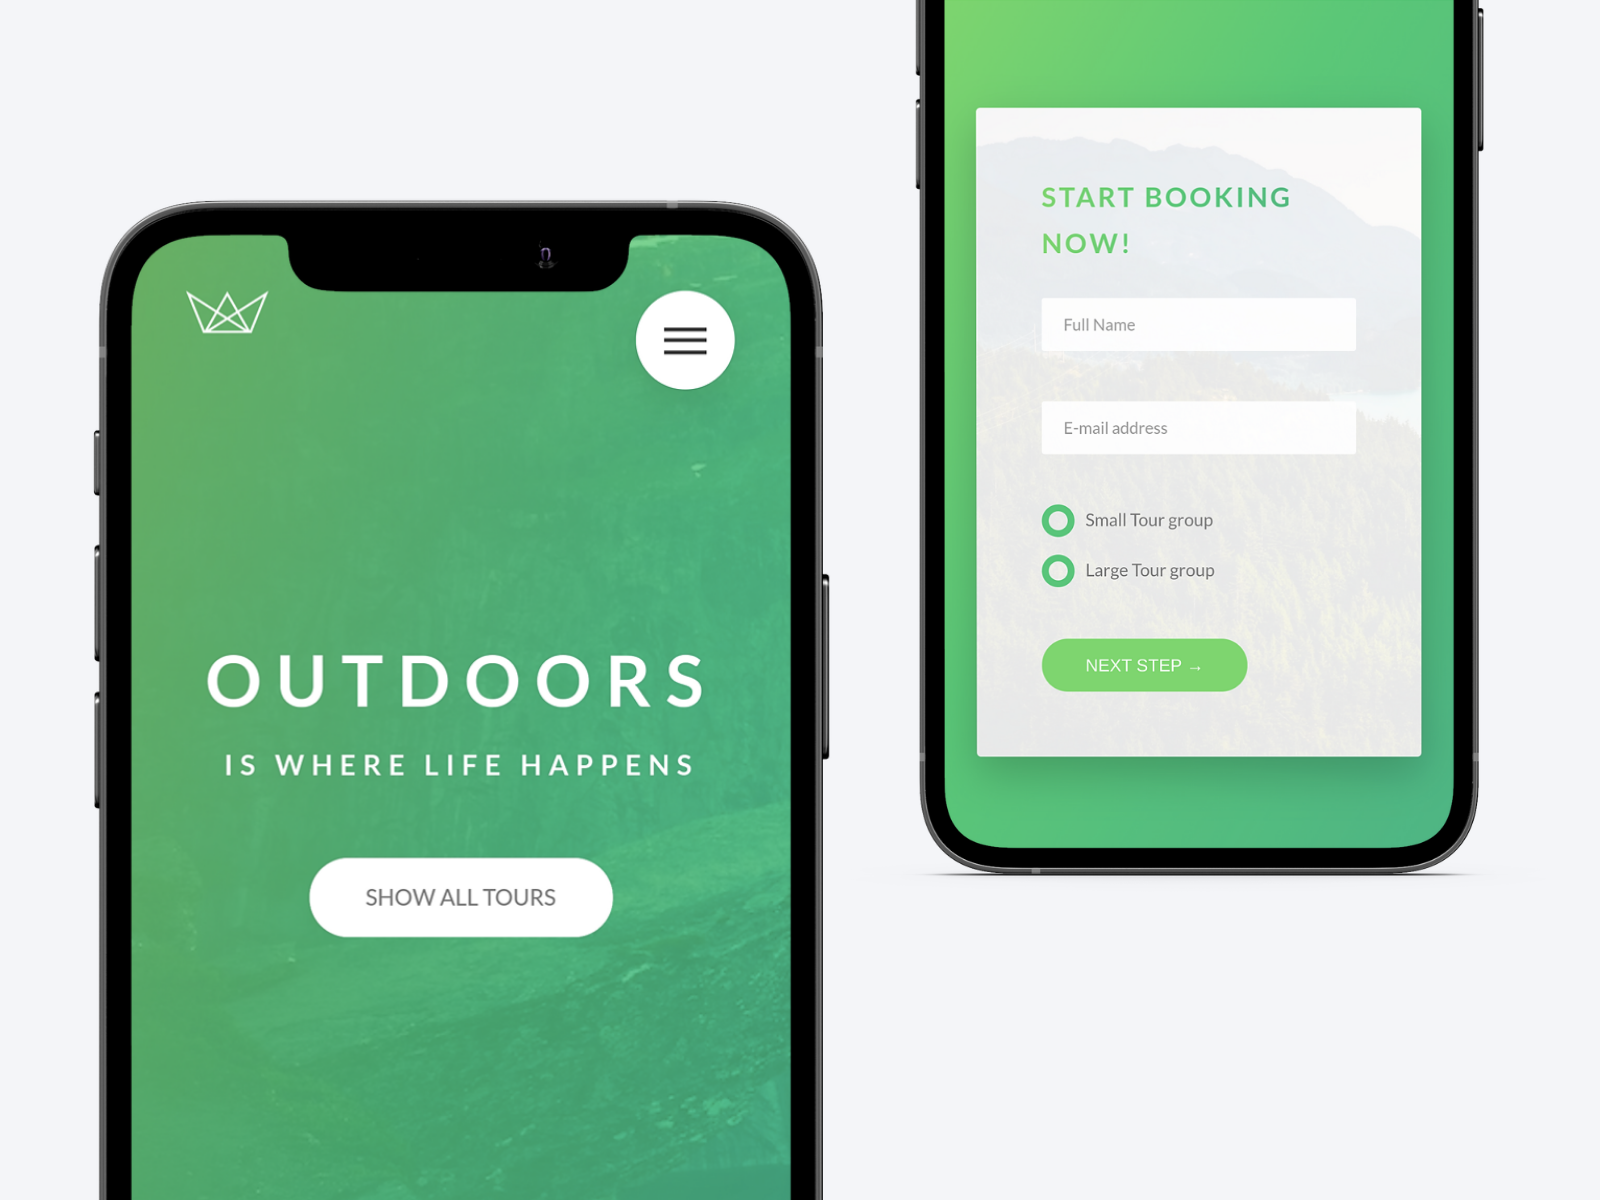 OUTDOORS
IS WHERE LIFE HAPPENS
SHOW ALL TOURS
START BOOKING
NOW!
Full Name
E-mail address
Small Tour group
Large Tour group
NEXT STEP →